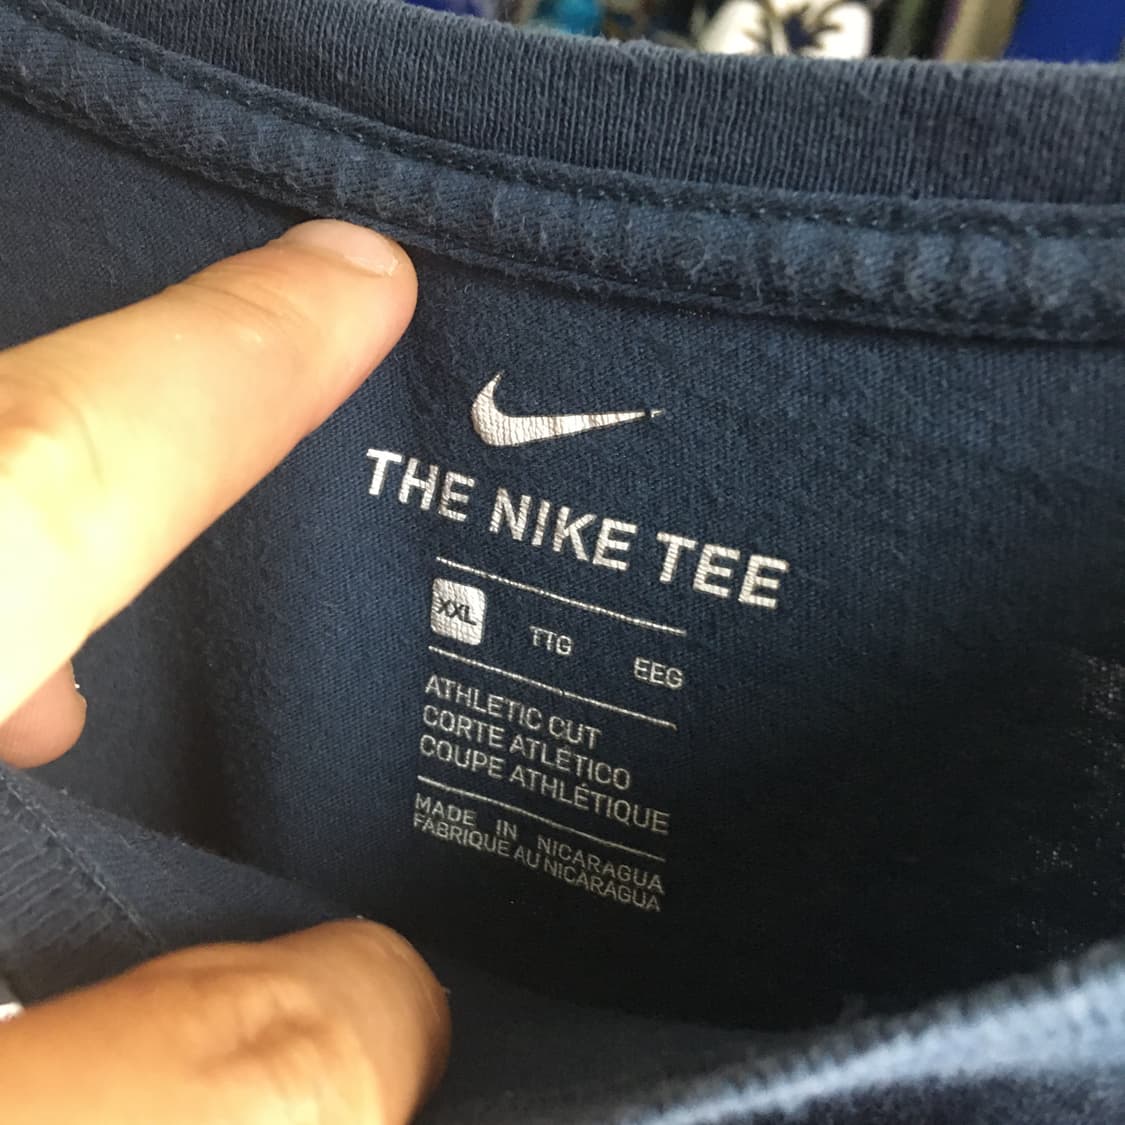 THE NIKE TEE
XXL TTG EEG
ATHLETIC CUT
CORTE ATLÉTICO
COUPE ATHLÉTIQUE
MADE IN NICARAGUA
FABRIQUE AU NICARAGUA